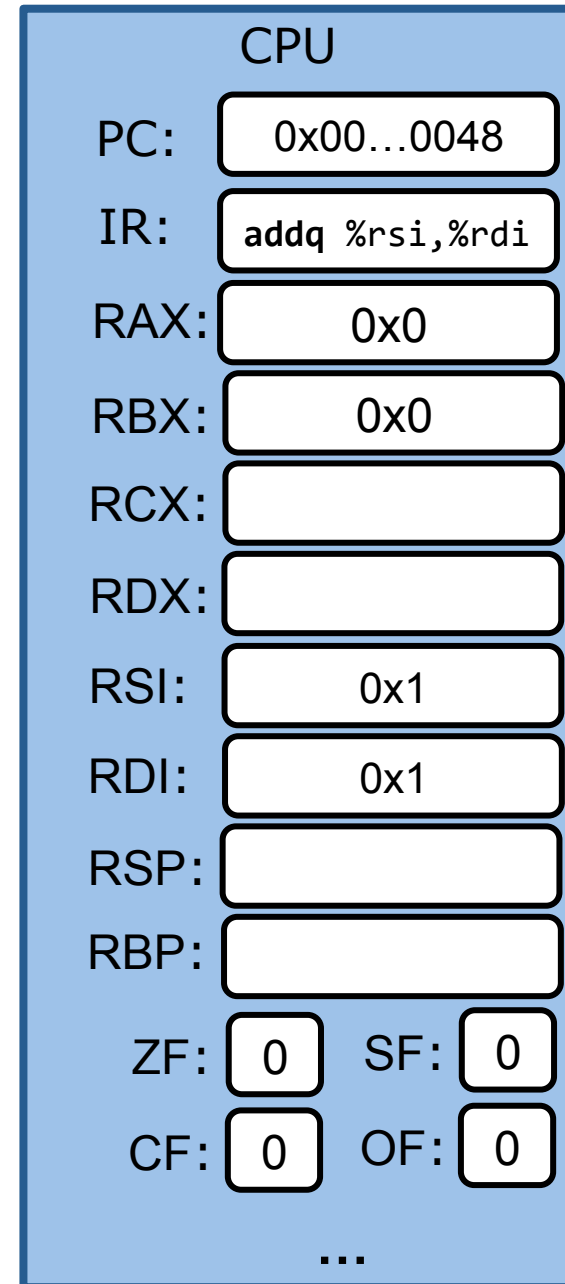 CPU
PC: 0x00...0048
IR: addq %rsi,%rdi
RAX: 0x0
RBX: 0x0
RCX:
RDX:
RSI: 0x1
RDI: 0x1
RSP:
RBP:
ZF: 0 SF: 0
CF: 0 OF: 0
...